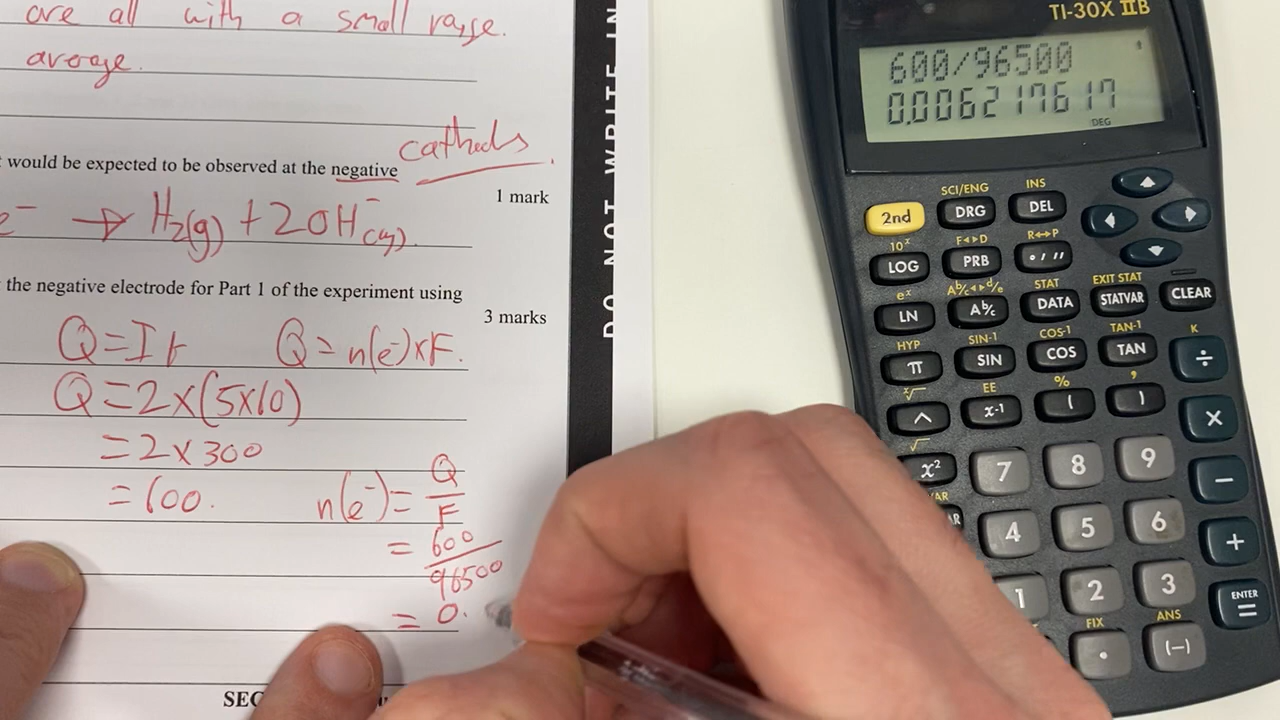 are all with a small range.
average.
cathode
would be expected to be observed at the negative
1 mark
e⁻ → H₂(g) + 2OH⁻(aq).
the negative electrode for Part 1 of the experiment using
3 marks
Q=It Q=n(e⁻)×F.
Q=2×(5×60)
=2×300
=600. n(e⁻)=Q/F
=600/96500
=0.
SEC
DO NOT WRITE IN
TI-30X IIB
600/96500
0.006217617
DEG
SCI/ENG INS
2nd DRG DEL
10ˣ F◄►D R◄►P
LOG PRB ° ′ ″
eˣ Ab/c◄►d/e STAT EXIT STAT
LN Ab/c DATA STATVAR CLEAR
HYP SIN-1 COS-1 TAN-1 K
π SIN COS TAN ÷
ˣ√ EE % ,
^ x-1 ( ) ×
√
x² 7 8 9 −
4 5 6 +
1 2 3 ENTER =
FIX ANS
. (−)